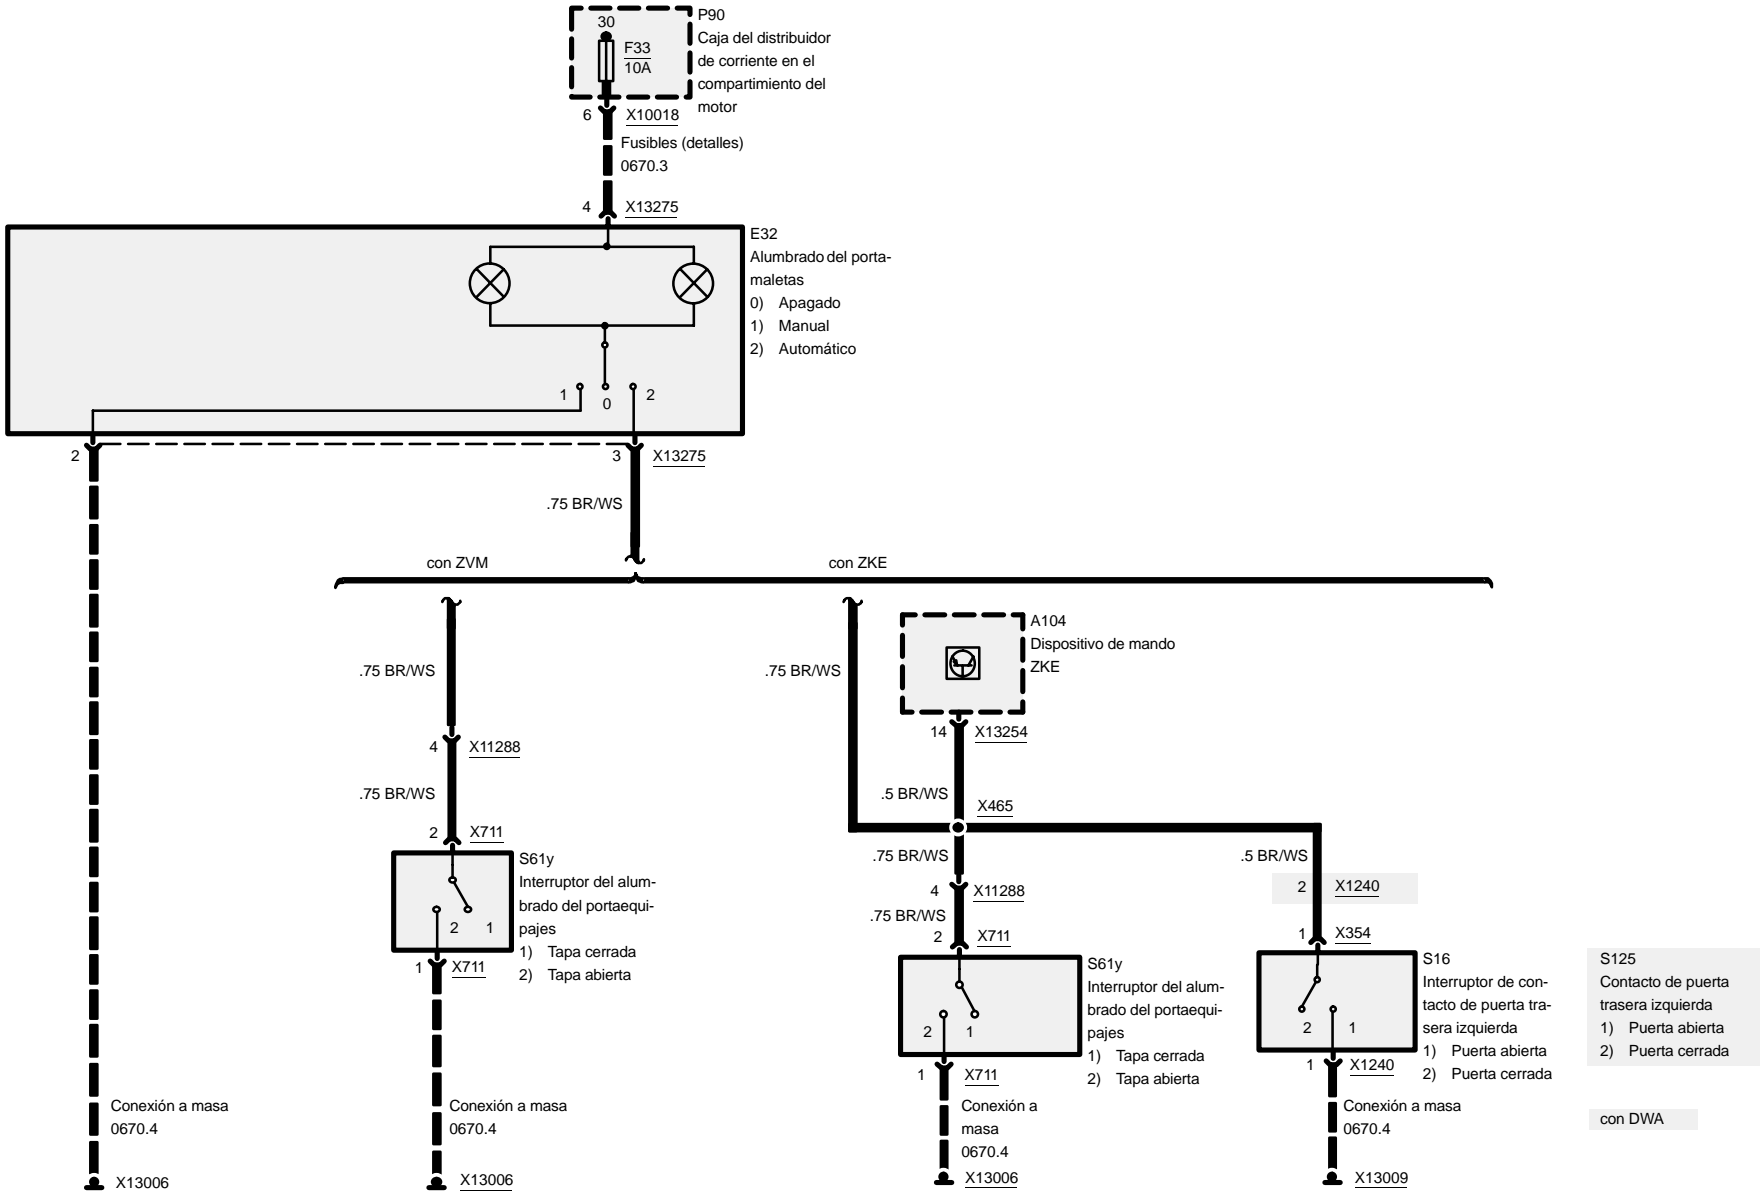 30
F33
10A
P90
Caja del distribuidor
de corriente en el
compartimiento del
motor
6
X10018
Fusibles (detalles)
0670.3
4
X13275
E32
Alumbrado del porta-
maletas
0) Apagado
1) Manual
2) Automático
1
0
2
2
3
X13275
.75 BR/WS
con ZVM
con ZKE
.75 BR/WS
.75 BR/WS
A104
Dispositivo de mando
ZKE
4
X11288
14
X13254
.75 BR/WS
.5 BR/WS
X465
2
X711
.75 BR/WS
.5 BR/WS
S61y
Interruptor del alum-
brado del portaequi-
pajes
1) Tapa cerrada
2) Tapa abierta
2
1
4
X11288
2
X1240
.75 BR/WS
2
X711
1
X354
1
X711
S61y
Interruptor del alum-
brado del portaequi-
pajes
1) Tapa cerrada
2) Tapa abierta
2
1
S16
Interruptor de con-
tacto de puerta tra-
sera izquierda
1) Puerta abierta
2) Puerta cerrada
2
1
S125
Contacto de puerta
trasera izquierda
1) Puerta abierta
2) Puerta cerrada
1
X711
1
X1240
Conexión a masa
0670.4
Conexión a masa
0670.4
Conexión a
masa
0670.4
Conexión a masa
0670.4
con DWA
X13006
X13006
X13006
X13009